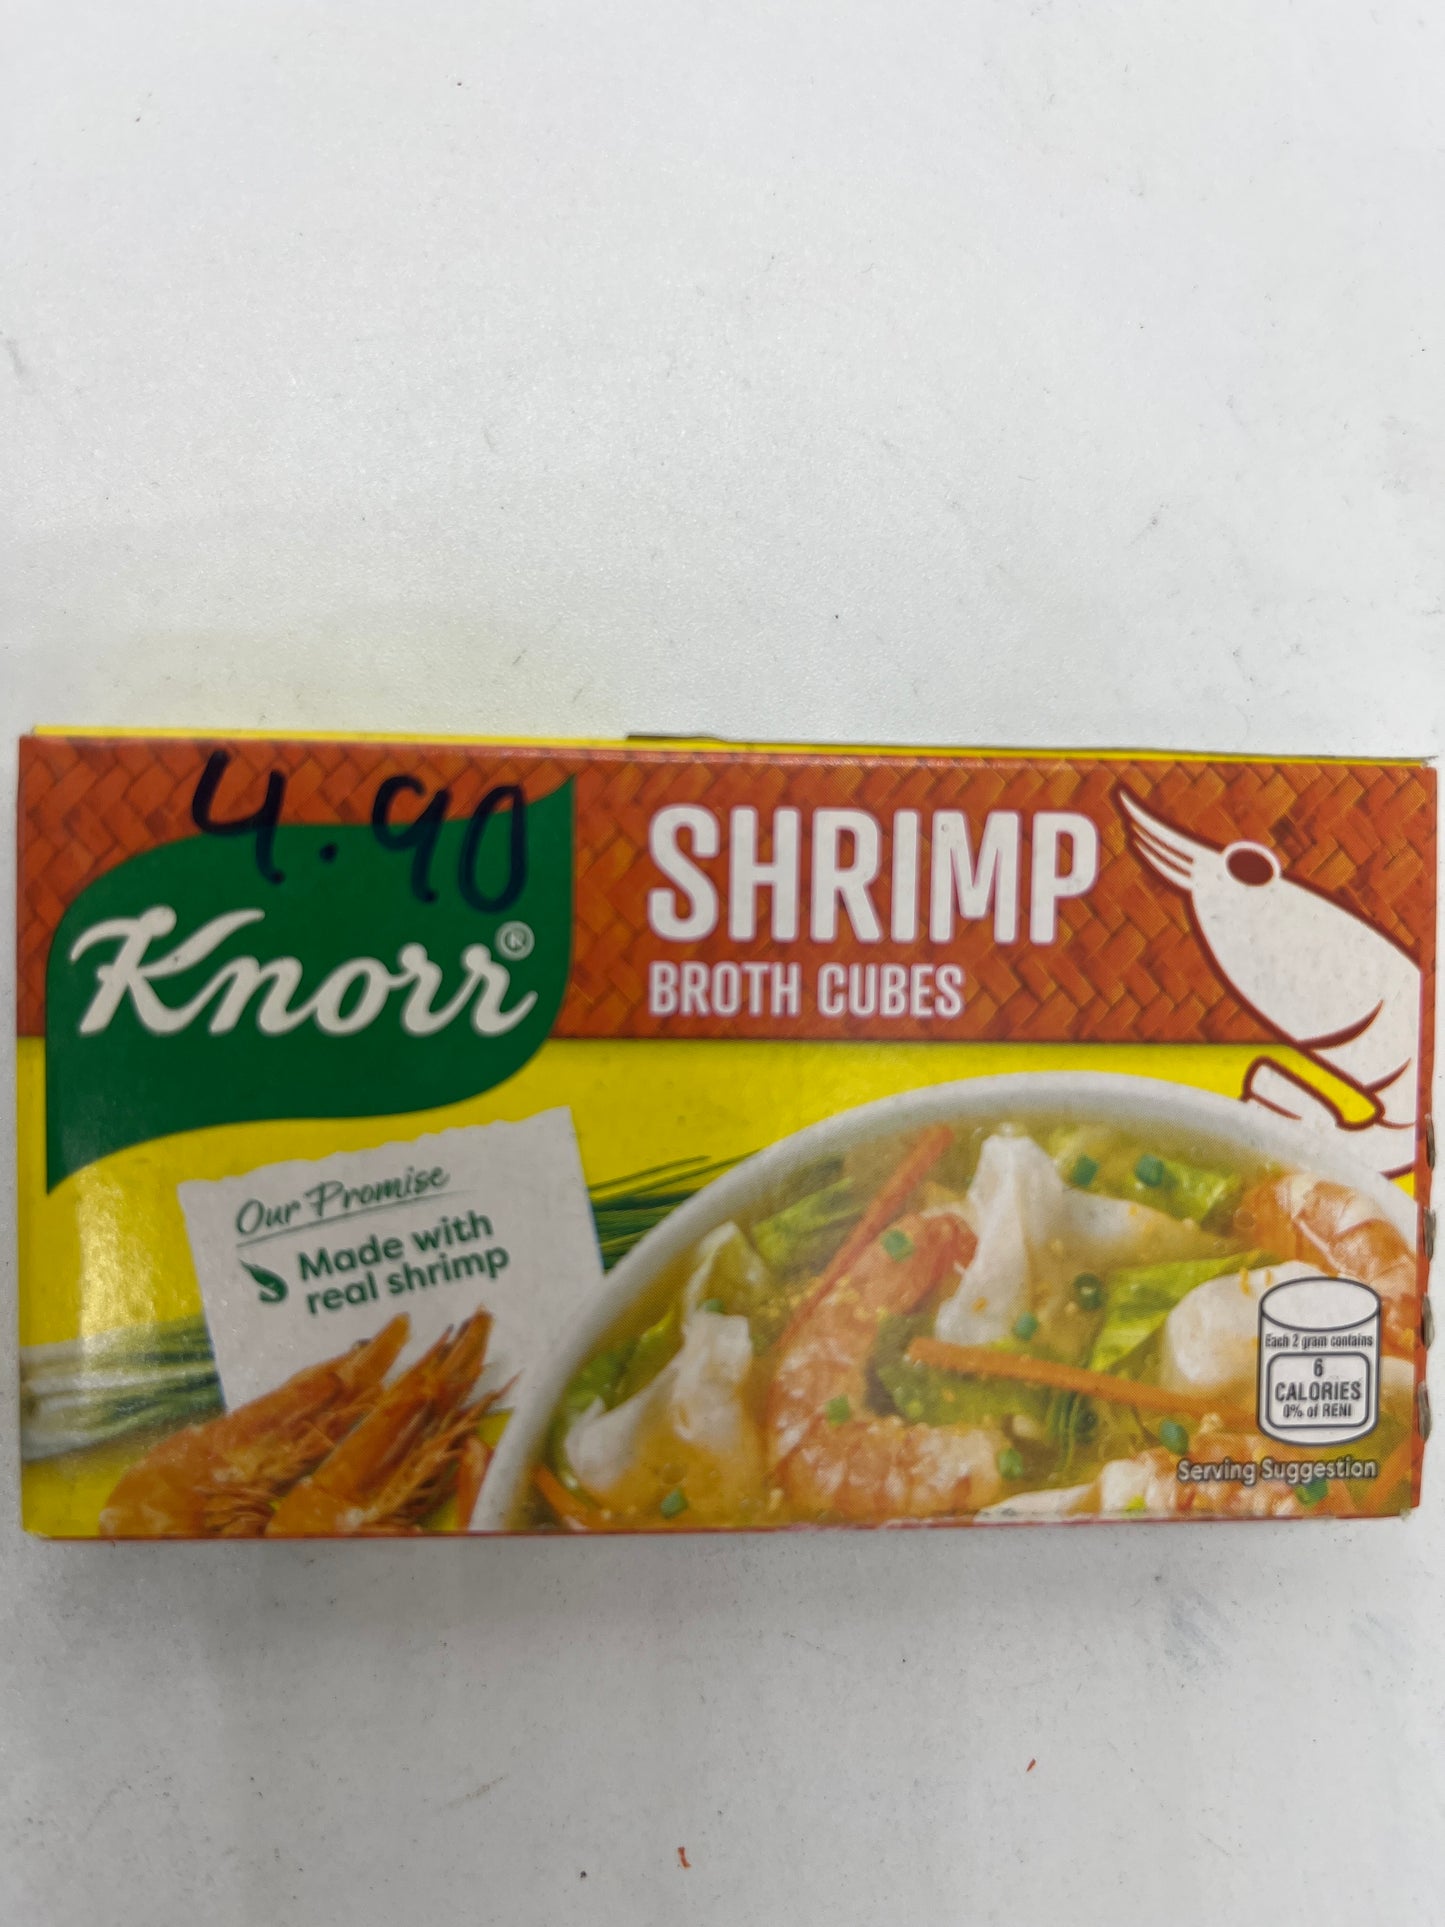 4.90
Knorr®
SHRIMP
BROTH CUBES
Our Promise
Made with
real shrimp
Each 2 gram contains
6
CALORIES
0% of RENI
Serving Suggestion